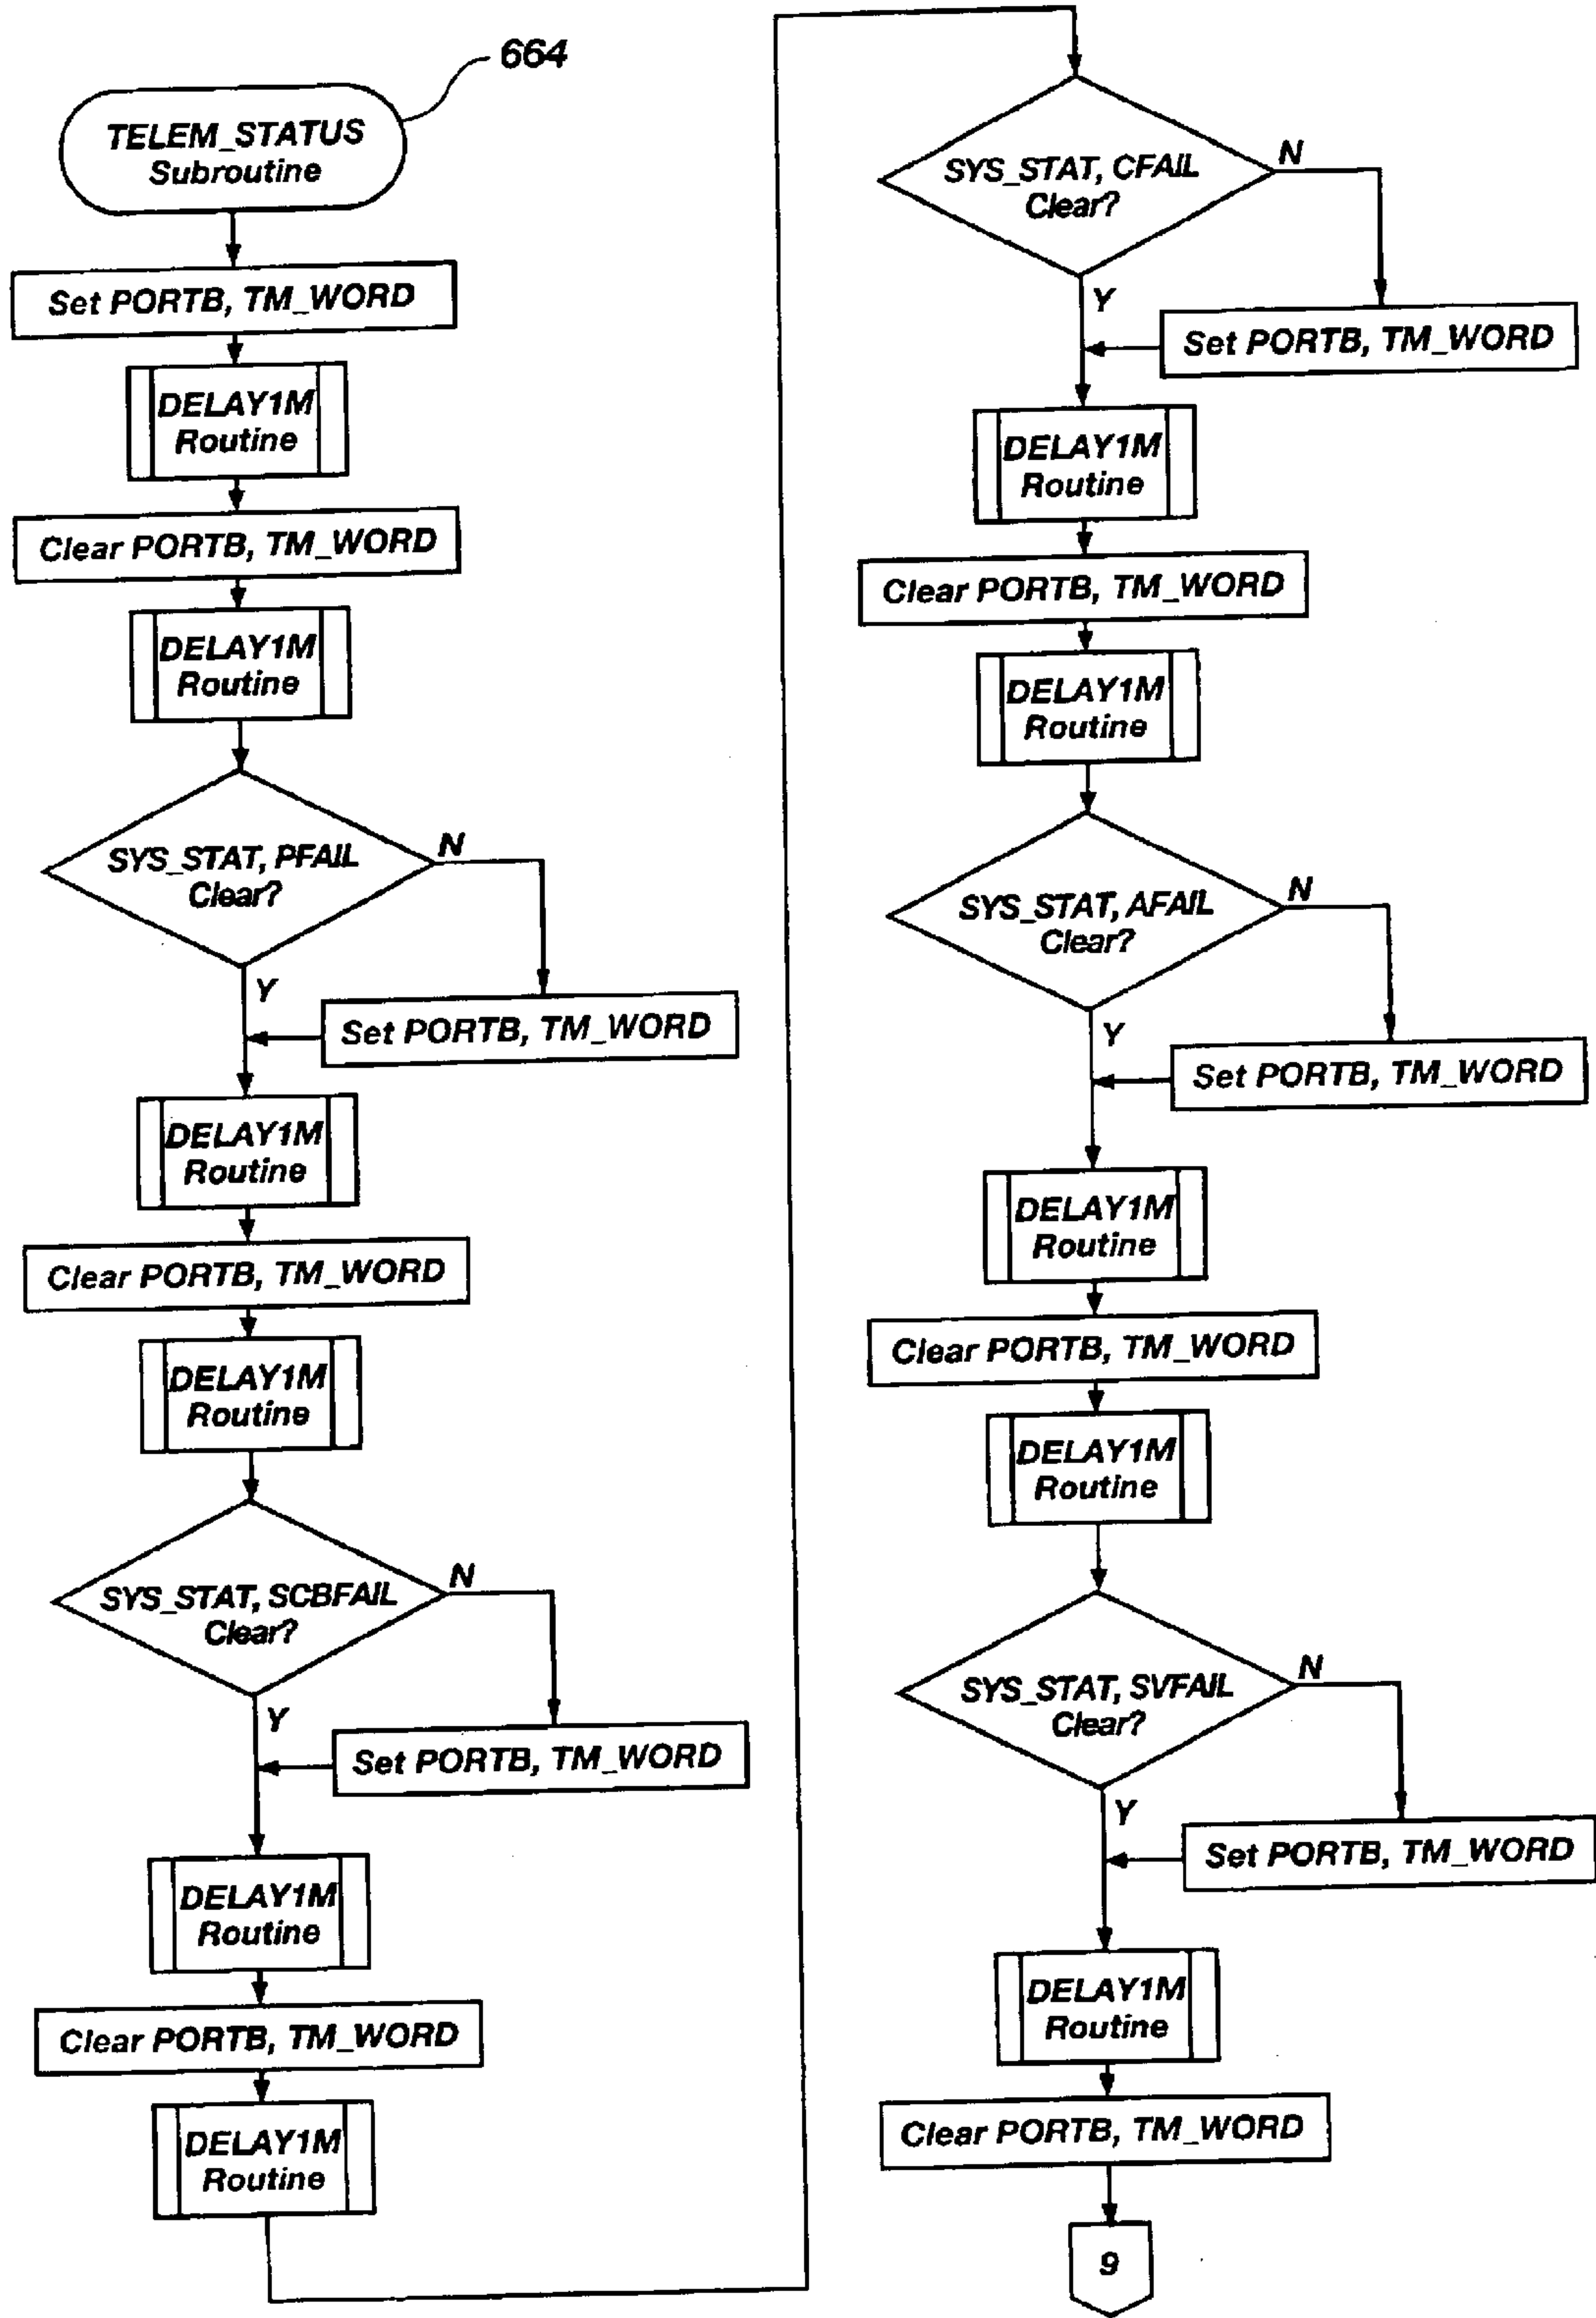 664
TELEM_STATUS
Subroutine
Set PORTB, TM_WORD
DELAY1M
Routine
Clear PORTB, TM_WORD
DELAY1M
Routine
SYS_STAT, PFAIL
Clear?
N
Y
Set PORTB, TM_WORD
DELAY1M
Routine
Clear PORTB, TM_WORD
DELAY1M
Routine
SYS_STAT, SCBFAIL
Clear?
N
Y
Set PORTB, TM_WORD
DELAY1M
Routine
Clear PORTB, TM_WORD
DELAY1M
Routine
SYS_STAT, CFAIL
Clear?
N
Y
Set PORTB, TM_WORD
DELAY1M
Routine
Clear PORTB, TM_WORD
DELAY1M
Routine
SYS_STAT, AFAIL
Clear?
N
Y
Set PORTB, TM_WORD
DELAY1M
Routine
Clear PORTB, TM_WORD
DELAY1M
Routine
SYS_STAT, SVFAIL
Clear?
N
Y
Set PORTB, TM_WORD
DELAY1M
Routine
Clear PORTB, TM_WORD
9